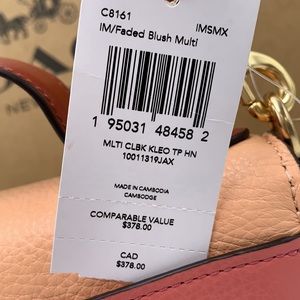 C8161 IMSMX
IM/Faded Blush Multi
1 95031 48458 2
MLTI CLBK KLEO TP HN
10011319JAX
MADE IN CAMBODIA
CAMBODGE
COMPARABLE VALUE
$378.00
CAD
$378.00